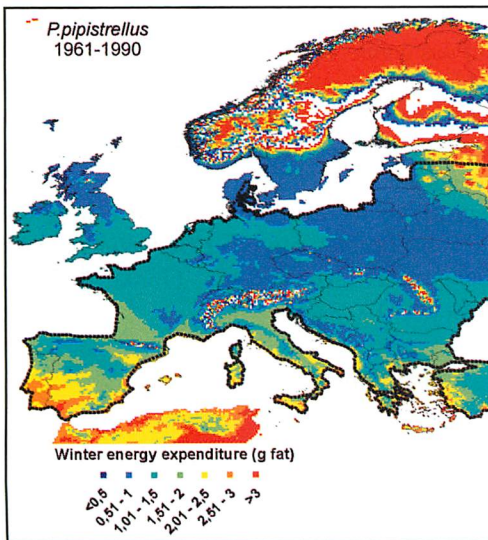 P.pipistrellus
1961-1990
Winter energy expenditure (g fat)
<0,5
0,51 - 1
1,01 - 1,5
1,51 - 2
2,01 - 2,5
2,51 - 3
>3